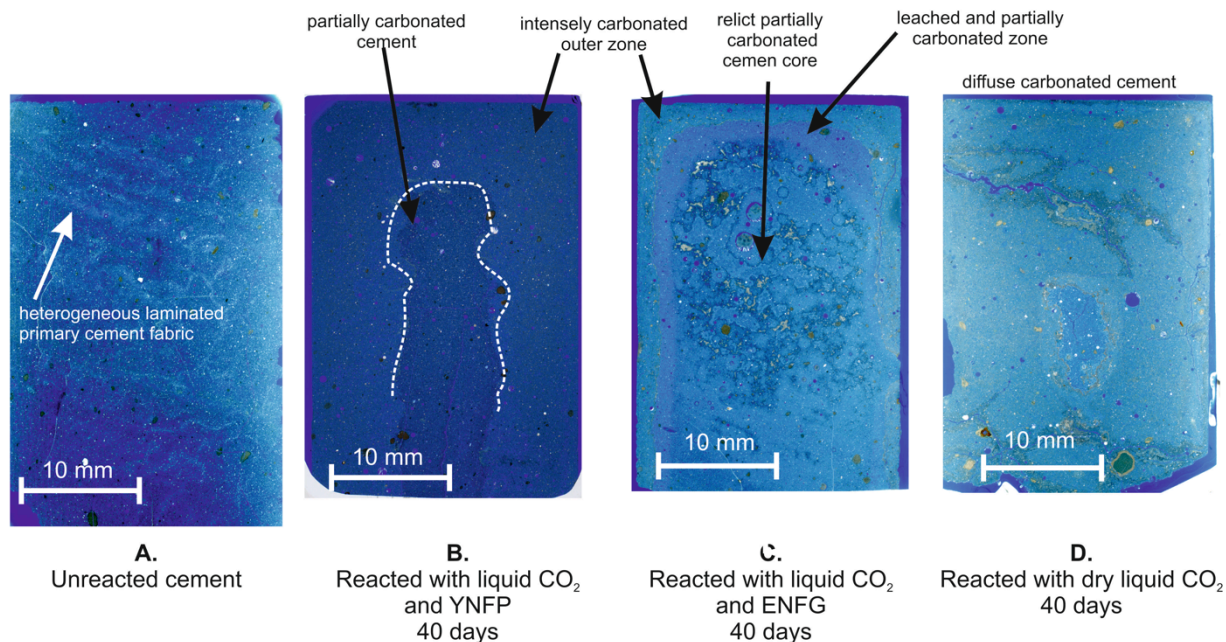 partially carbonated
cement
intensely carbonated
outer zone
relict partially
carbonated
cemen core
leached and partially
carbonated zone
diffuse carbonated cement
heterogeneous laminated
primary cement fabric
10 mm
10 mm
10 mm
10 mm
A.
Unreacted cement
B.
Reacted with liquid CO₂
and YNFP
40 days
C.
Reacted with liquid CO₂
and ENFG
40 days
D.
Reacted with dry liquid CO₂
40 days